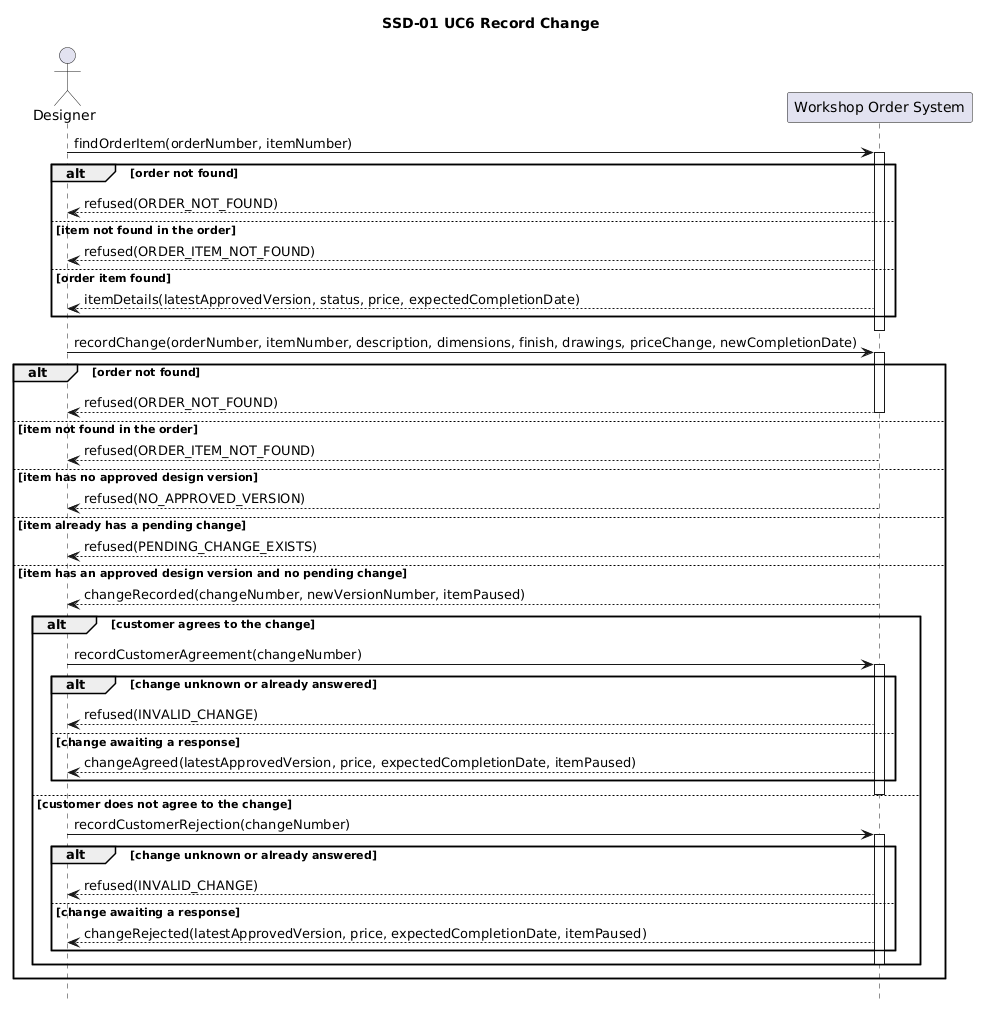 SSD-01 UC6 Record Change
Designer
Workshop Order System
findOrderItem(orderNumber, itemNumber)
alt [order not found]
refused(ORDER_NOT_FOUND)
[item not found in the order]
refused(ORDER_ITEM_NOT_FOUND)
[order item found]
itemDetails(latestApprovedVersion, status, price, expectedCompletionDate)
recordChange(orderNumber, itemNumber, description, dimensions, finish, drawings, priceChange, newCompletionDate)
alt [order not found]
refused(ORDER_NOT_FOUND)
[item not found in the order]
refused(ORDER_ITEM_NOT_FOUND)
[item has no approved design version]
refused(NO_APPROVED_VERSION)
[item already has a pending change]
refused(PENDING_CHANGE_EXISTS)
[item has an approved design version and no pending change]
changeRecorded(changeNumber, newVersionNumber, itemPaused)
alt [customer agrees to the change]
recordCustomerAgreement(changeNumber)
alt [change unknown or already answered]
refused(INVALID_CHANGE)
[change awaiting a response]
changeAgreed(latestApprovedVersion, price, expectedCompletionDate, itemPaused)
[customer does not agree to the change]
recordCustomerRejection(changeNumber)
alt [change unknown or already answered]
refused(INVALID_CHANGE)
[change awaiting a response]
changeRejected(latestApprovedVersion, price, expectedCompletionDate, itemPaused)